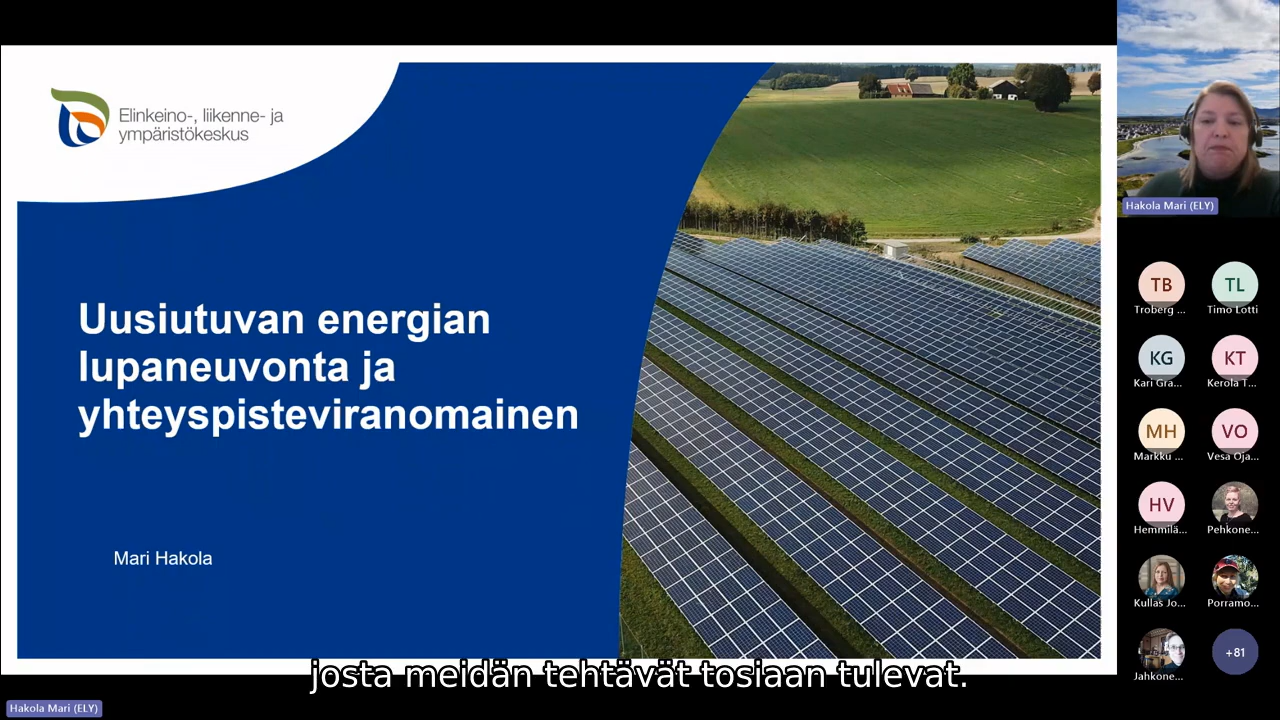 Elinkeino-, liikenne- ja
ympäristökeskus
Uusiutuvan energian
lupaneuvonta ja
yhteyspisteviranomainen
Mari Hakola
josta meidän tehtävät tosiaan tulevat.
Hakola Mari (ELY)
Hakola Mari (ELY)
TB
TL
Troberg ...
Timo Lotti
KG
KT
Kari Gra...
Kerola T...
MH
VO
Markku ...
Vesa Oja...
HV
Hemmilä...
Pehkone...
Kullas Jo...
Porramo...
Jahkone...
+81